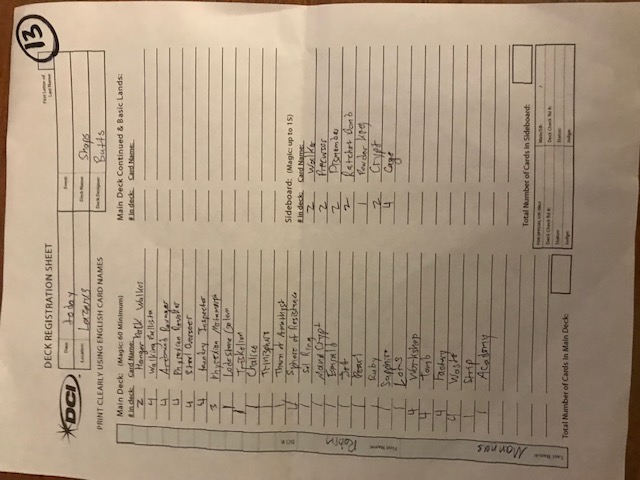 13
DECK REGISTRATION SHEET
First Letter of
Last Name
DCI
Date: today
Event:
Location: Lazarus
Deck Name: Shops
Deck Designer: Butts
PRINT CLEARLY USING ENGLISH CARD NAMES
Main Deck: (Magic: 60 Minimum)
# in deck: Card Name:
2 Hangarback Walker
4 Walking Ballista
4 Arcbound Ravager
4 Phyrexian Revoker
4 Steel Overseer
4 Foundry Inspector
3 Phyrexian Metamorph
1 Lodestone Golem
1 Triskelion
1 Chalice
1 Trinisphere
1 Thorn of Amethyst
4 Sphere of Resistance
1 Sol Ring
1 Mana Crypt
1 Emerald
1 Jet
1 Pearl
1 Ruby
1 Sapphire
1 Lotus
4 Workshop
4 Tomb
4 Factory
4 Waste
1 Strip
1 Academy
Total Number of Cards in Main Deck:
Main Deck Continued & Basic Lands:
# in deck: Card Name:
Sideboard: (Magic: up to 15)
# in deck: Card Name:
2 Walker
2 Precursor
2 Dismember
2 Ratchet Bomb
1 Powder Keg
2 Crypt
4 Cage
Total Number of Cards in Sideboard:
FOR OFFICIAL USE ONLY
Deck Check Rd #:
Status:
Judge:
Main/SB: /
Deck Check Rd #:
Status:
Judge:
DCI #:
First Name: Robin
Last Name: Mannas